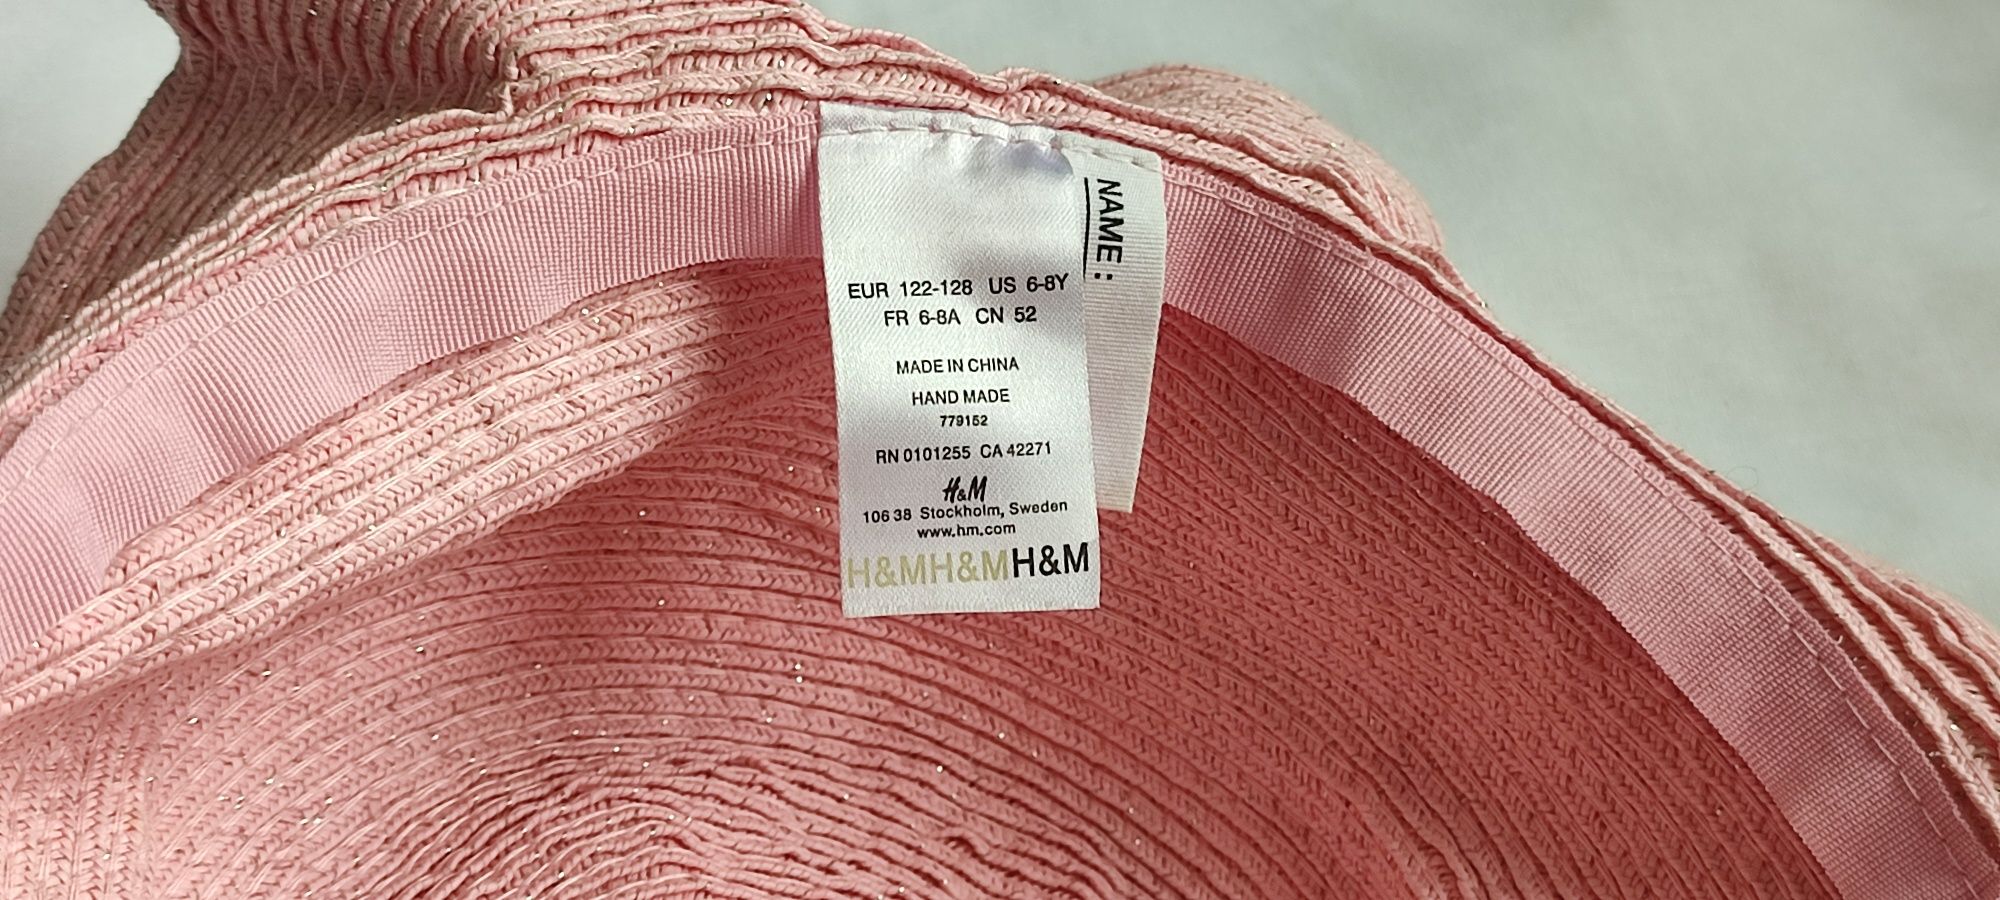 NAME:
EUR 122-128 US 6-8Y
FR 6-8A CN 52
MADE IN CHINA
HAND MADE
779152
RN 0101255 CA 42271
H&M
106 38 Stockholm, Sweden
www.hm.com
H&MH&MH&M